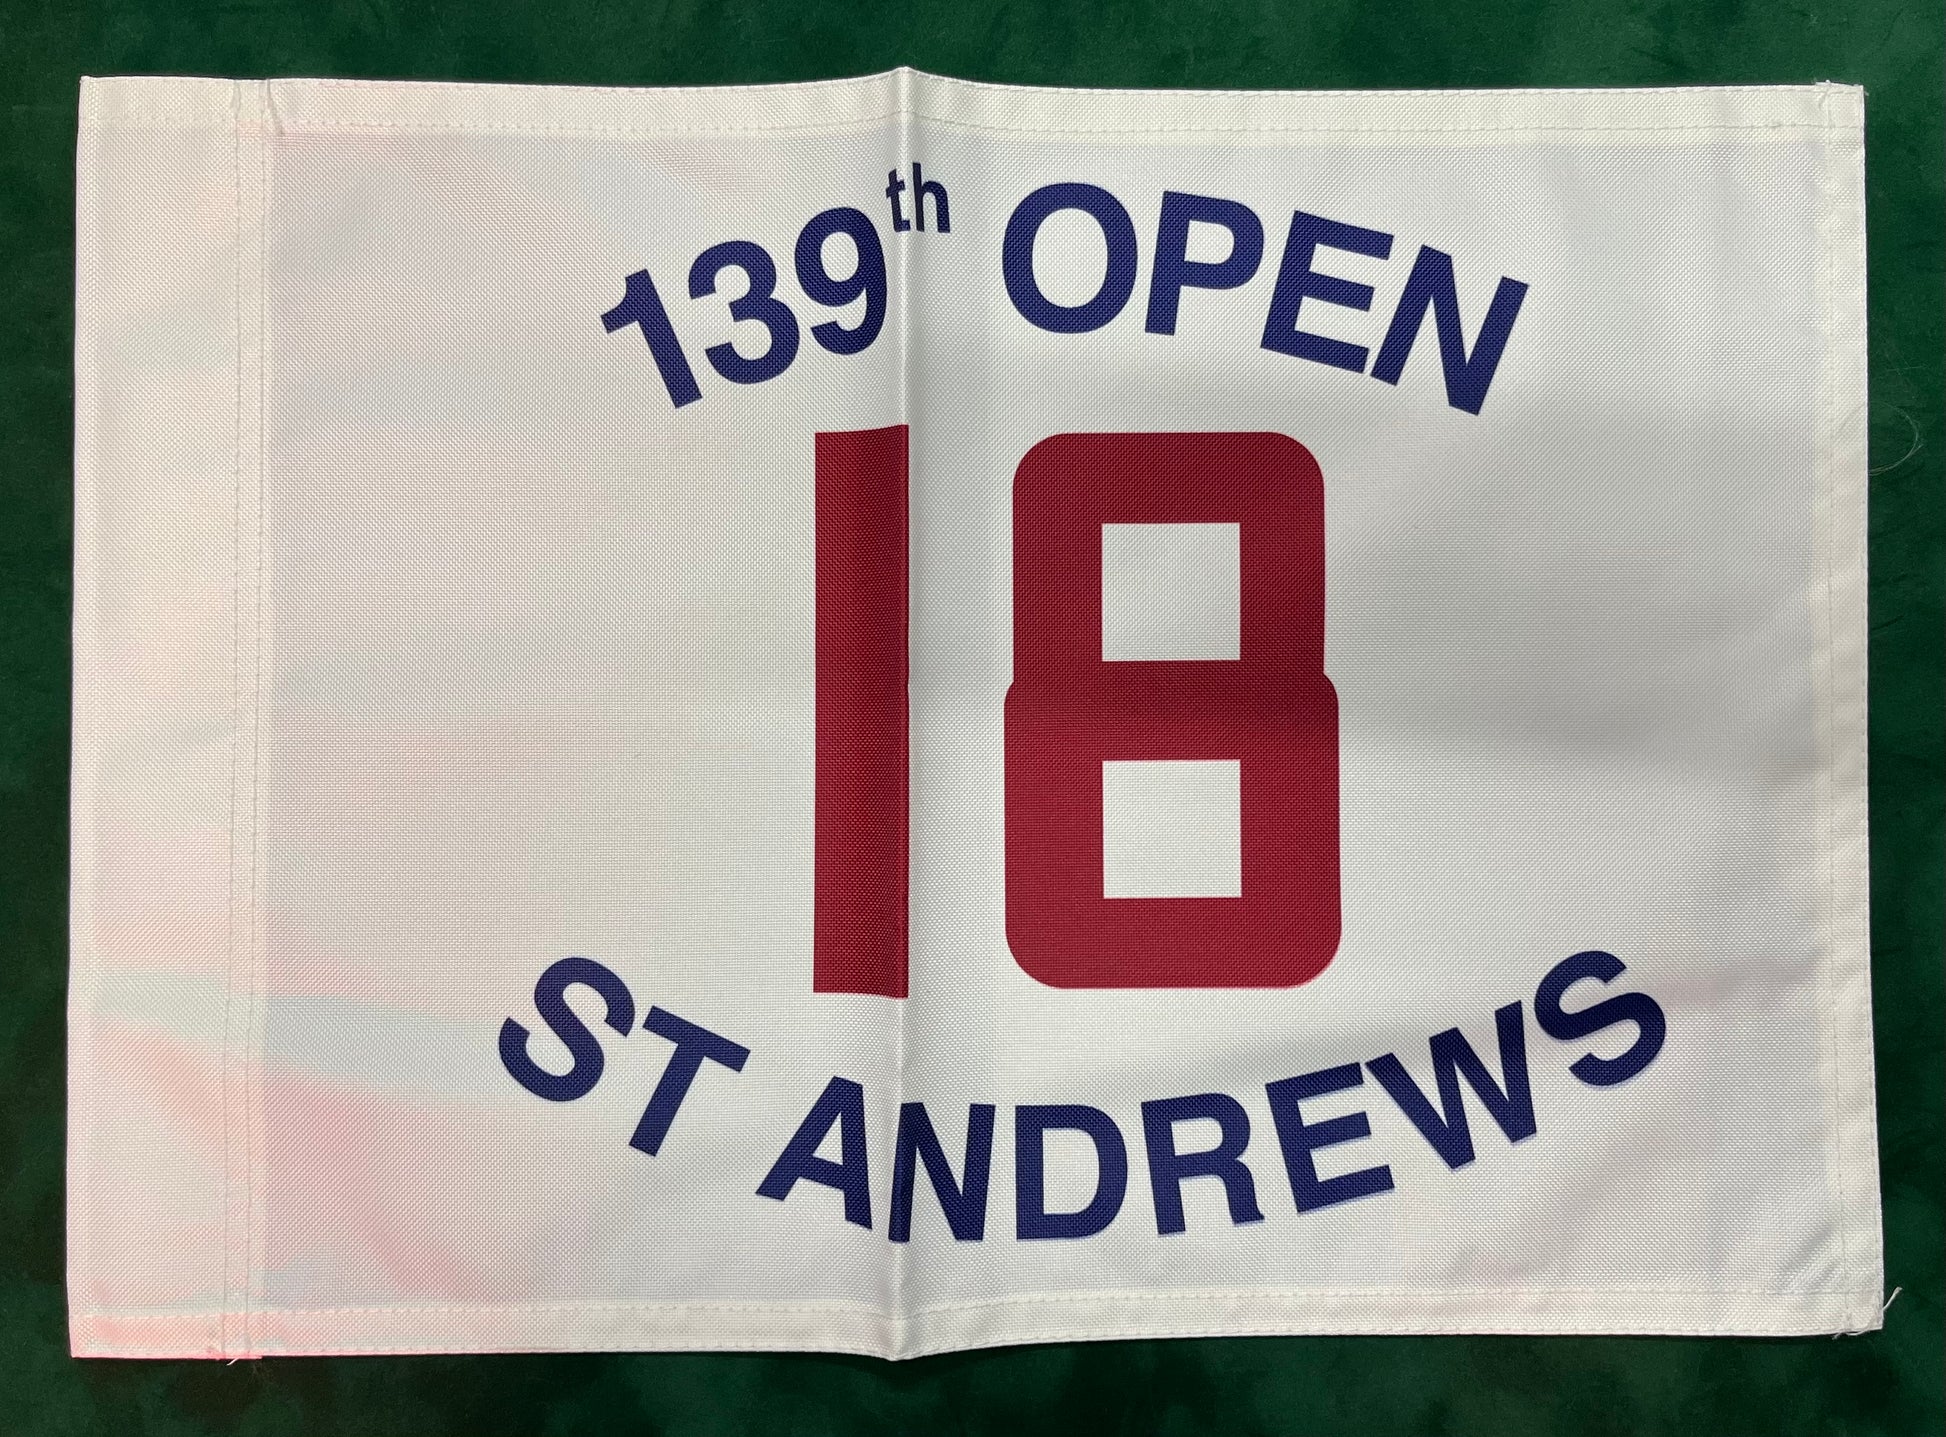 139th OPEN
18
ST ANDREWS